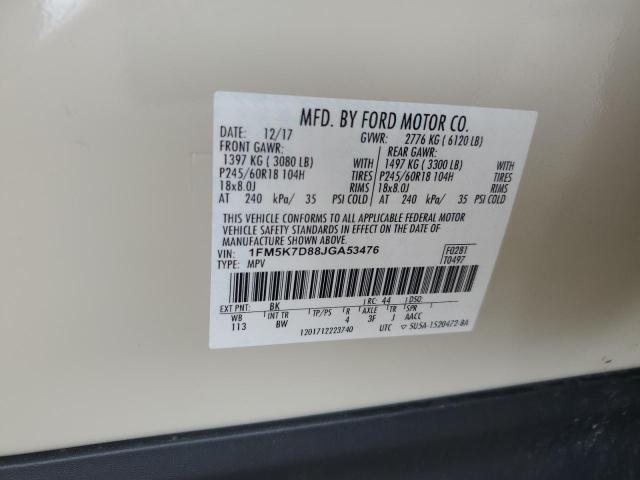 MFD. BY FORD MOTOR CO.
DATE: 12/17 GVWR: 2776 KG ( 6120 LB)
FRONT GAWR: REAR GAWR:
1397 KG ( 3080 LB) WITH 1497 KG ( 3300 LB) WITH
P245/60R18 104H TIRES P245/60R18 104H TIRES
18x8.0J RIMS 18x8.0J RIMS
AT 240 kPa/ 35 PSI COLD AT 240 kPa/ 35 PSI COLD
THIS VEHICLE CONFORMS TO ALL APPLICABLE FEDERAL MOTOR
VEHICLE SAFETY STANDARDS IN EFFECT ON THE DATE OF
MANUFACTURE SHOWN ABOVE.
VIN: 1FM5K7D88JGA53476 F0281
TYPE: MPV T0497
EXT PNT: BK RC: 44 DSO:
WB INT TR TP/PS R AXLE TR SPR
113 BW 4 3F J AACC
1201712223740 UTC ▽ 5U5A-1520472-BA